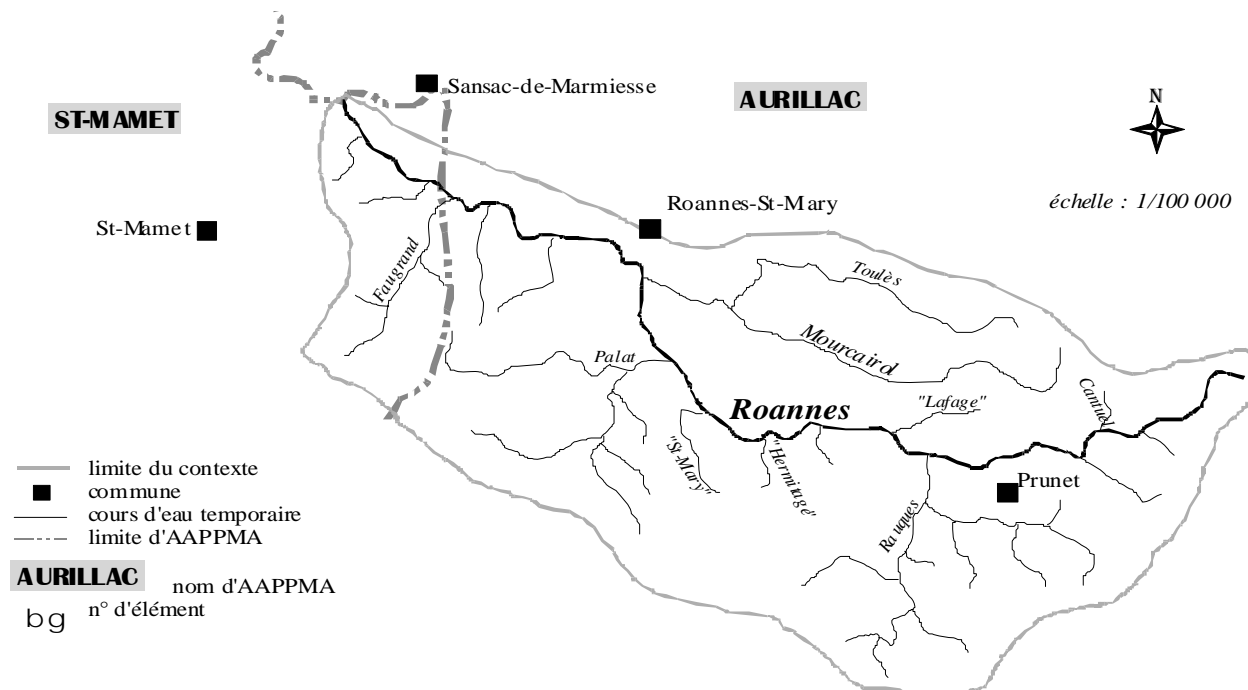 Sansac-de-Marmiesse
AURILLAC
N
ST-MAMET
échelle : 1/100 000
Roannes-St-Mary
St-Mamet
Faugrand
Toulès
Mourcairol
Palat
Roannes
"Lafage"
Cantuel
"St-Mary"
"Hermitage"
Prunet
Rauques
limite du contexte
commune
cours d'eau temporaire
limite d'AAPPMA
AURILLAC nom d'AAPPMA
bg n° d'élément